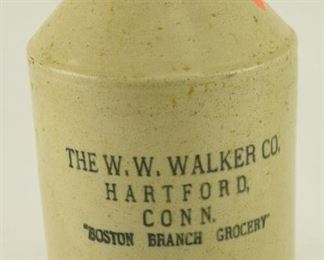 THE W. W. WALKER CO.
HARTFORD,
CONN.
"BOSTON BRANCH GROCERY"